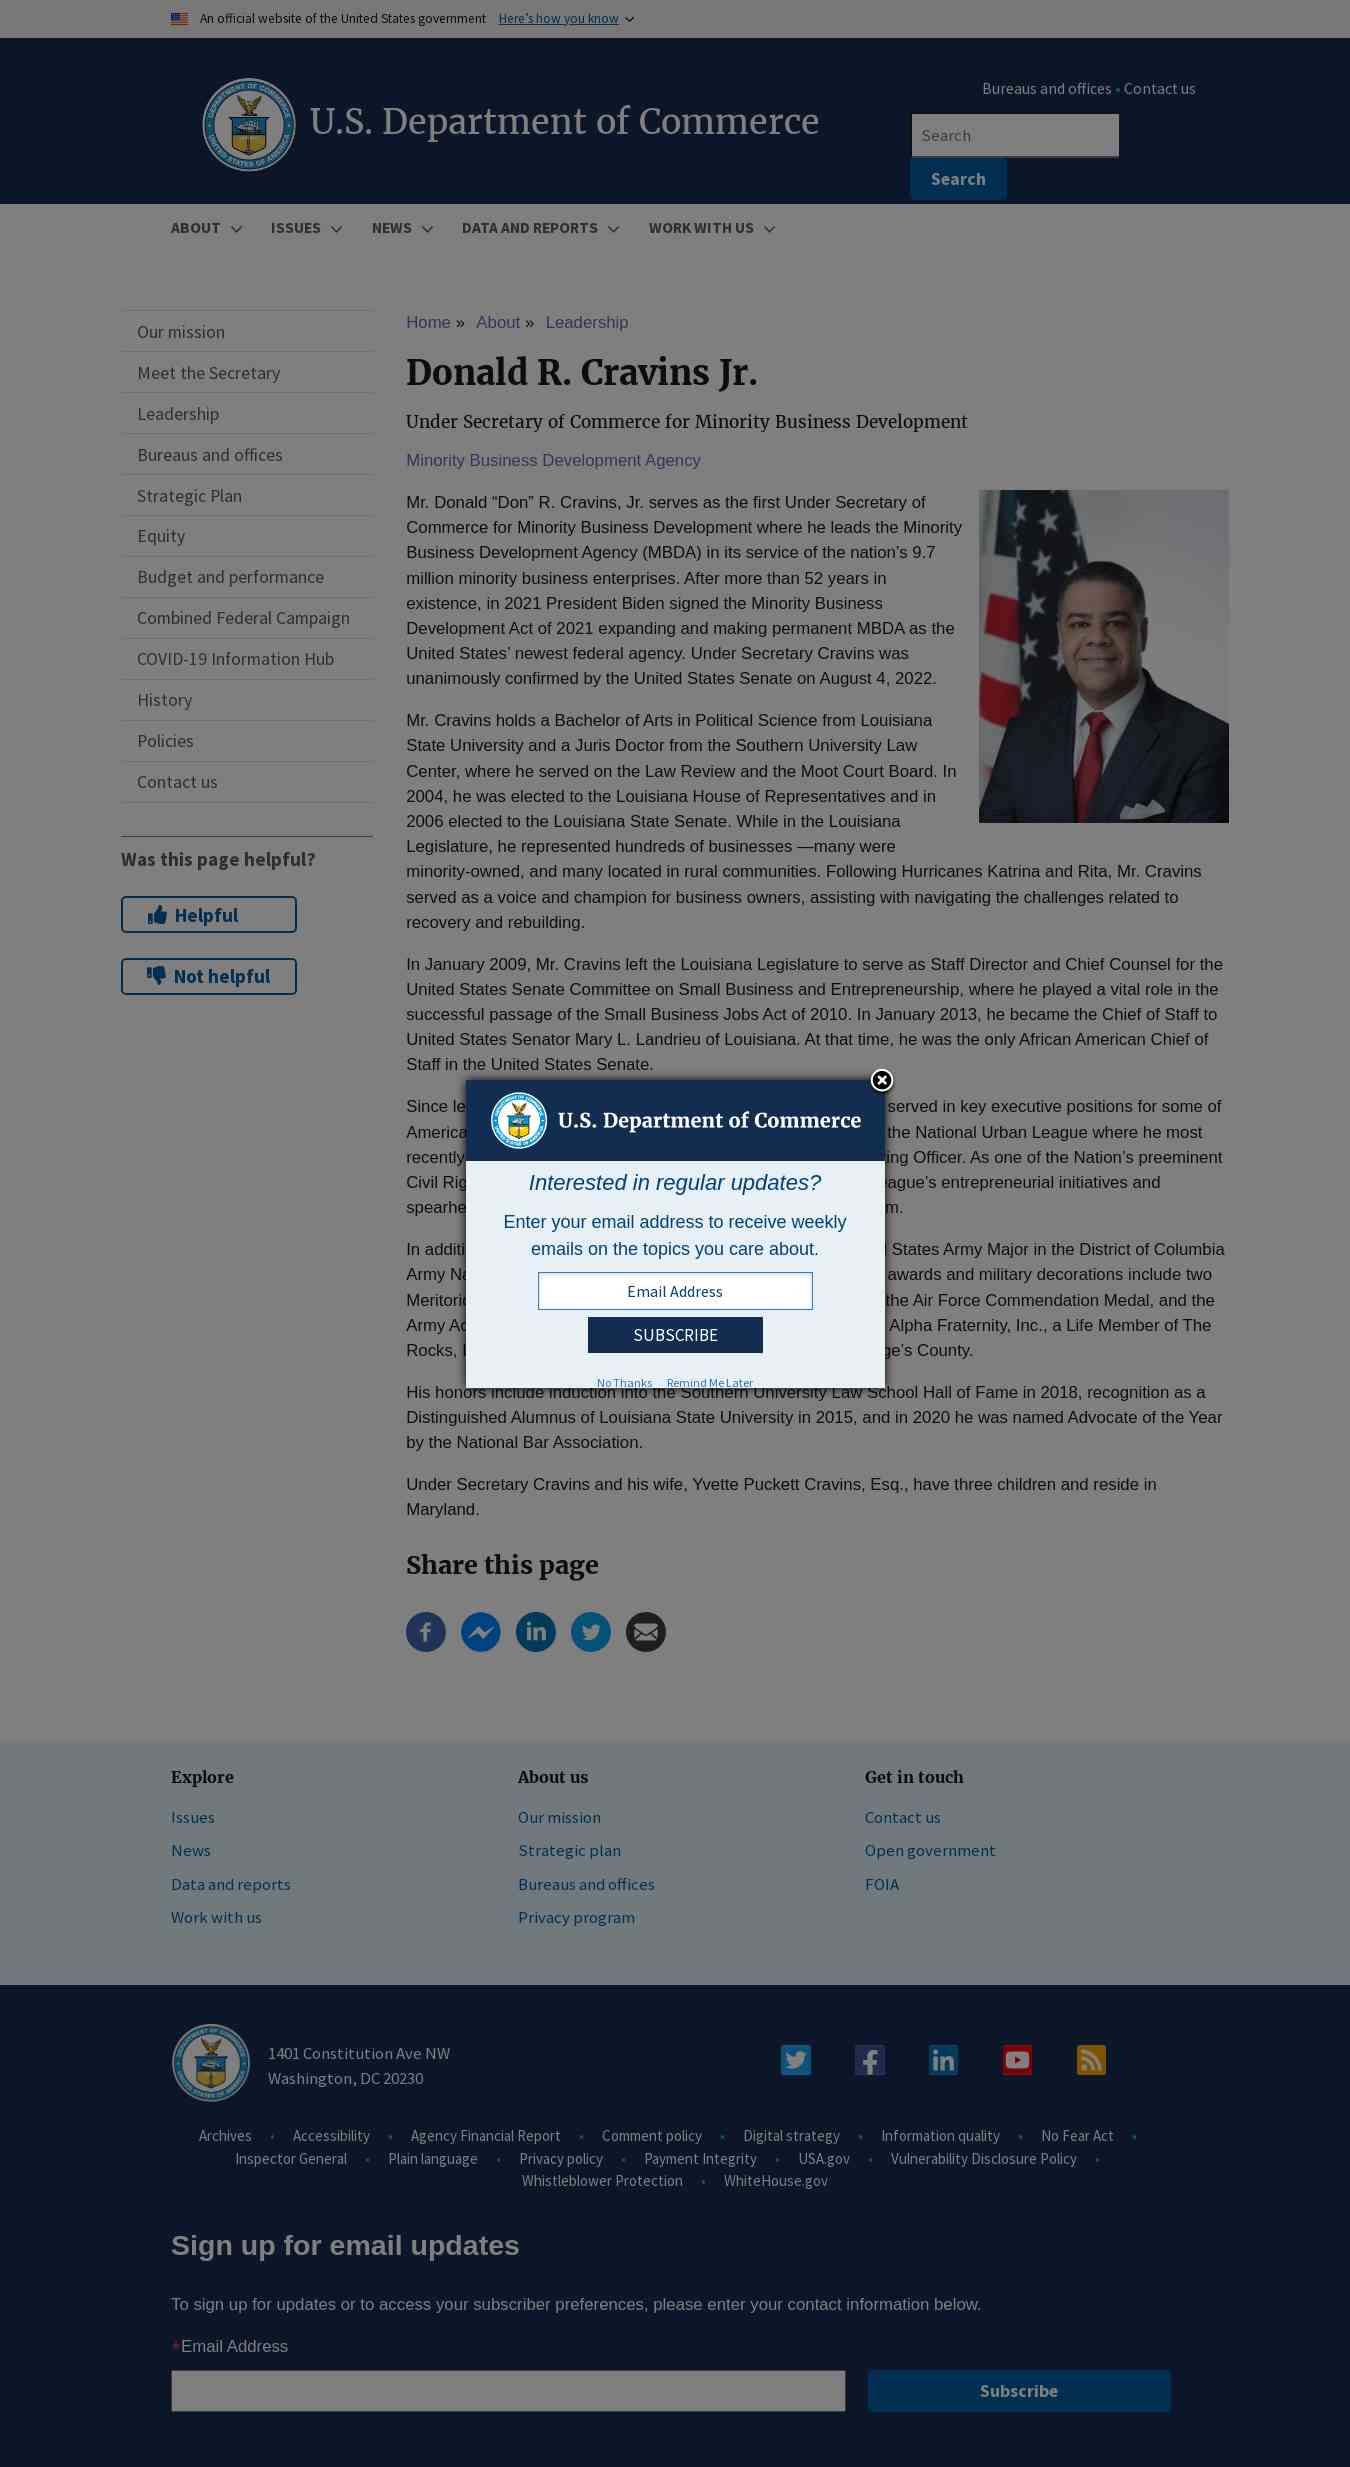 An official website of the United States government Here's how you know
U.S. Department of Commerce
Bureaus and offices • Contact us
Search
Search
ABOUT ISSUES NEWS DATA AND REPORTS WORK WITH US
Our mission
Meet the Secretary
Leadership
Bureaus and offices
Strategic Plan
Equity
Budget and performance
Combined Federal Campaign
COVID-19 Information Hub
History
Policies
Contact us
Was this page helpful?
Helpful
Not helpful
Home » About » Leadership
Donald R. Cravins Jr.
Under Secretary of Commerce for Minority Business Development
Minority Business Development Agency
Mr. Donald “Don” R. Cravins, Jr. serves as the first Under Secretary of
Commerce for Minority Business Development where he leads the Minority
Business Development Agency (MBDA) in its service of the nation’s 9.7
million minority business enterprises. After more than 52 years in
existence, in 2021 President Biden signed the Minority Business
Development Act of 2021 expanding and making permanent MBDA as the
United States’ newest federal agency. Under Secretary Cravins was
unanimously confirmed by the United States Senate on August 4, 2022.
Mr. Cravins holds a Bachelor of Arts in Political Science from Louisiana
State University and a Juris Doctor from the Southern University Law
Center, where he served on the Law Review and the Moot Court Board. In
2004, he was elected to the Louisiana House of Representatives and in
2006 elected to the Louisiana State Senate. While in the Louisiana
Legislature, he represented hundreds of businesses —many were
minority-owned, and many located in rural communities. Following Hurricanes Katrina and Rita, Mr. Cravins
served as a voice and champion for business owners, assisting with navigating the challenges related to
recovery and rebuilding.
In January 2009, Mr. Cravins left the Louisiana Legislature to serve as Staff Director and Chief Counsel for the
United States Senate Committee on Small Business and Entrepreneurship, where he played a vital role in the
successful passage of the Small Business Jobs Act of 2010. In January 2013, he became the Chief of Staff to
United States Senator Mary L. Landrieu of Louisiana. At that time, he was the only African American Chief of
Staff in the United States Senate.
Since served in key executive positions for some of
America the National Urban League where he most
recently Officer. As one of the Nation’s preeminent
Civil entrepreneurial initiatives and
In States Army Major in the District of Columbia
Army awards and military decorations include two
the Air Force Commendation Medal, and the
Army Alpha Fraternity, Inc., a Life Member of The
Rocks, County.
His honors include induction into the Southern University Law School Hall of Fame in 2018, recognition as a
Distinguished Alumnus of Louisiana State University in 2015, and in 2020 he was named Advocate of the Year
by the National Bar Association.
Under Secretary Cravins and his wife, Yvette Puckett Cravins, Esq., have three children and reside in
Maryland.
U.S. Department of Commerce
Interested in regular updates?
Enter your email address to receive weekly
emails on the topics you care about.
Email Address
SUBSCRIBE
No Thanks Remind Me Later
Share this page
Explore
Issues
News
Data and reports
Work with us
About us
Our mission
Strategic plan
Bureaus and offices
Privacy program
Get in touch
Contact us
Open government
FOIA
1401 Constitution Ave NW
Washington, DC 20230
Archives • Accessibility • Agency Financial Report • Comment policy • Digital strategy • Information quality • No Fear Act •
Inspector General • Plain language • Privacy policy • Payment Integrity • USA.gov • Vulnerability Disclosure Policy •
Whistleblower Protection • WhiteHouse.gov
Sign up for email updates
To sign up for updates or to access your subscriber preferences, please enter your contact information below.
*Email Address
Subscribe